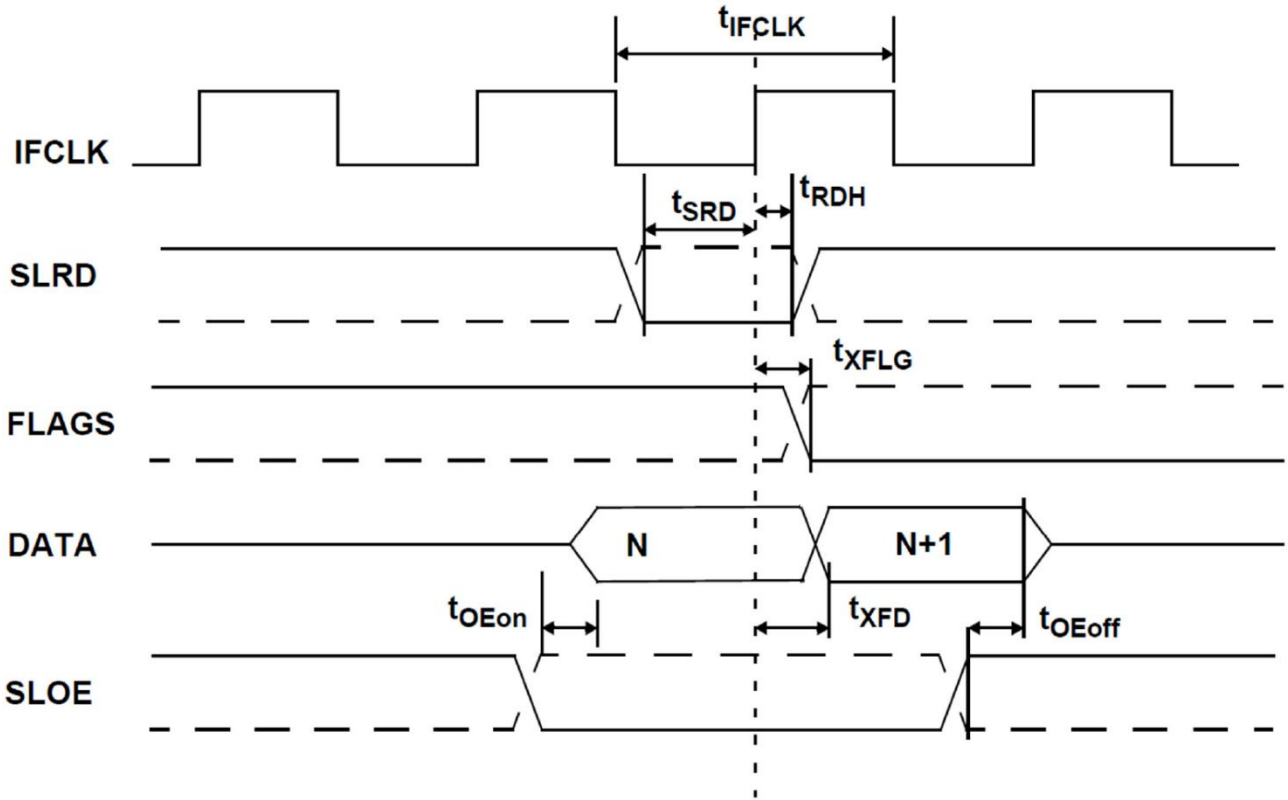 tIFCLK
IFCLK
tSRD
tRDH
SLRD
tXFLG
FLAGS
DATA
N
N+1
tOEon
tXFD
tOEoff
SLOE